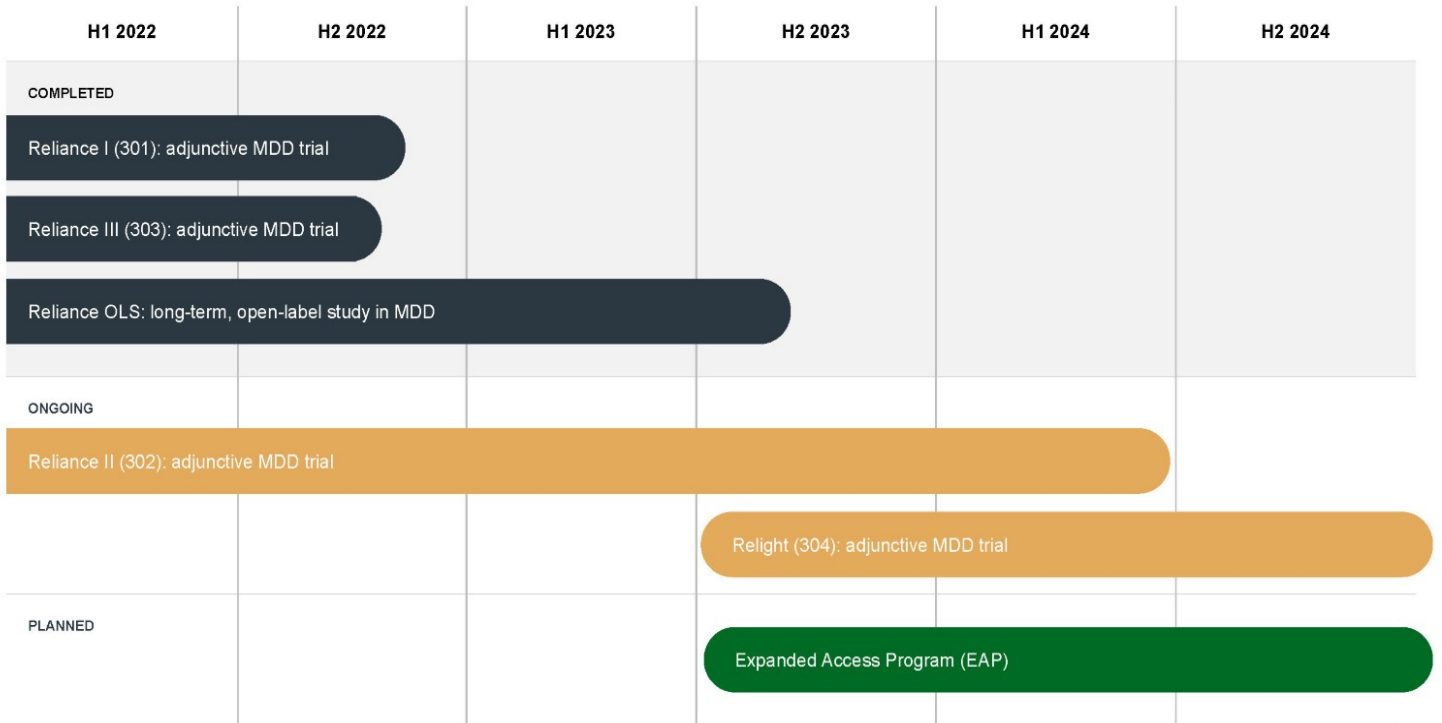 H1 2022 H2 2022 H1 2023 H2 2023 H1 2024 H2 2024
COMPLETED
Reliance I (301): adjunctive MDD trial
Reliance III (303): adjunctive MDD trial
Reliance OLS: long-term, open-label study in MDD
ONGOING
Reliance II (302): adjunctive MDD trial
Relight (304): adjunctive MDD trial
PLANNED
Expanded Access Program (EAP)